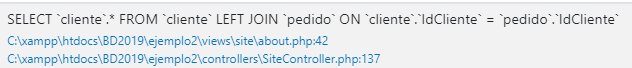 SELECT `cliente`.* FROM `cliente` LEFT JOIN `pedido` ON `cliente`.`IdCliente` = `pedido`.`IdCliente`
C:\xampp\htdocs\BD2019\ejemplo2\views\site\about.php:42
C:\xampp\htdocs\BD2019\ejemplo2\controllers\SiteController.php:137